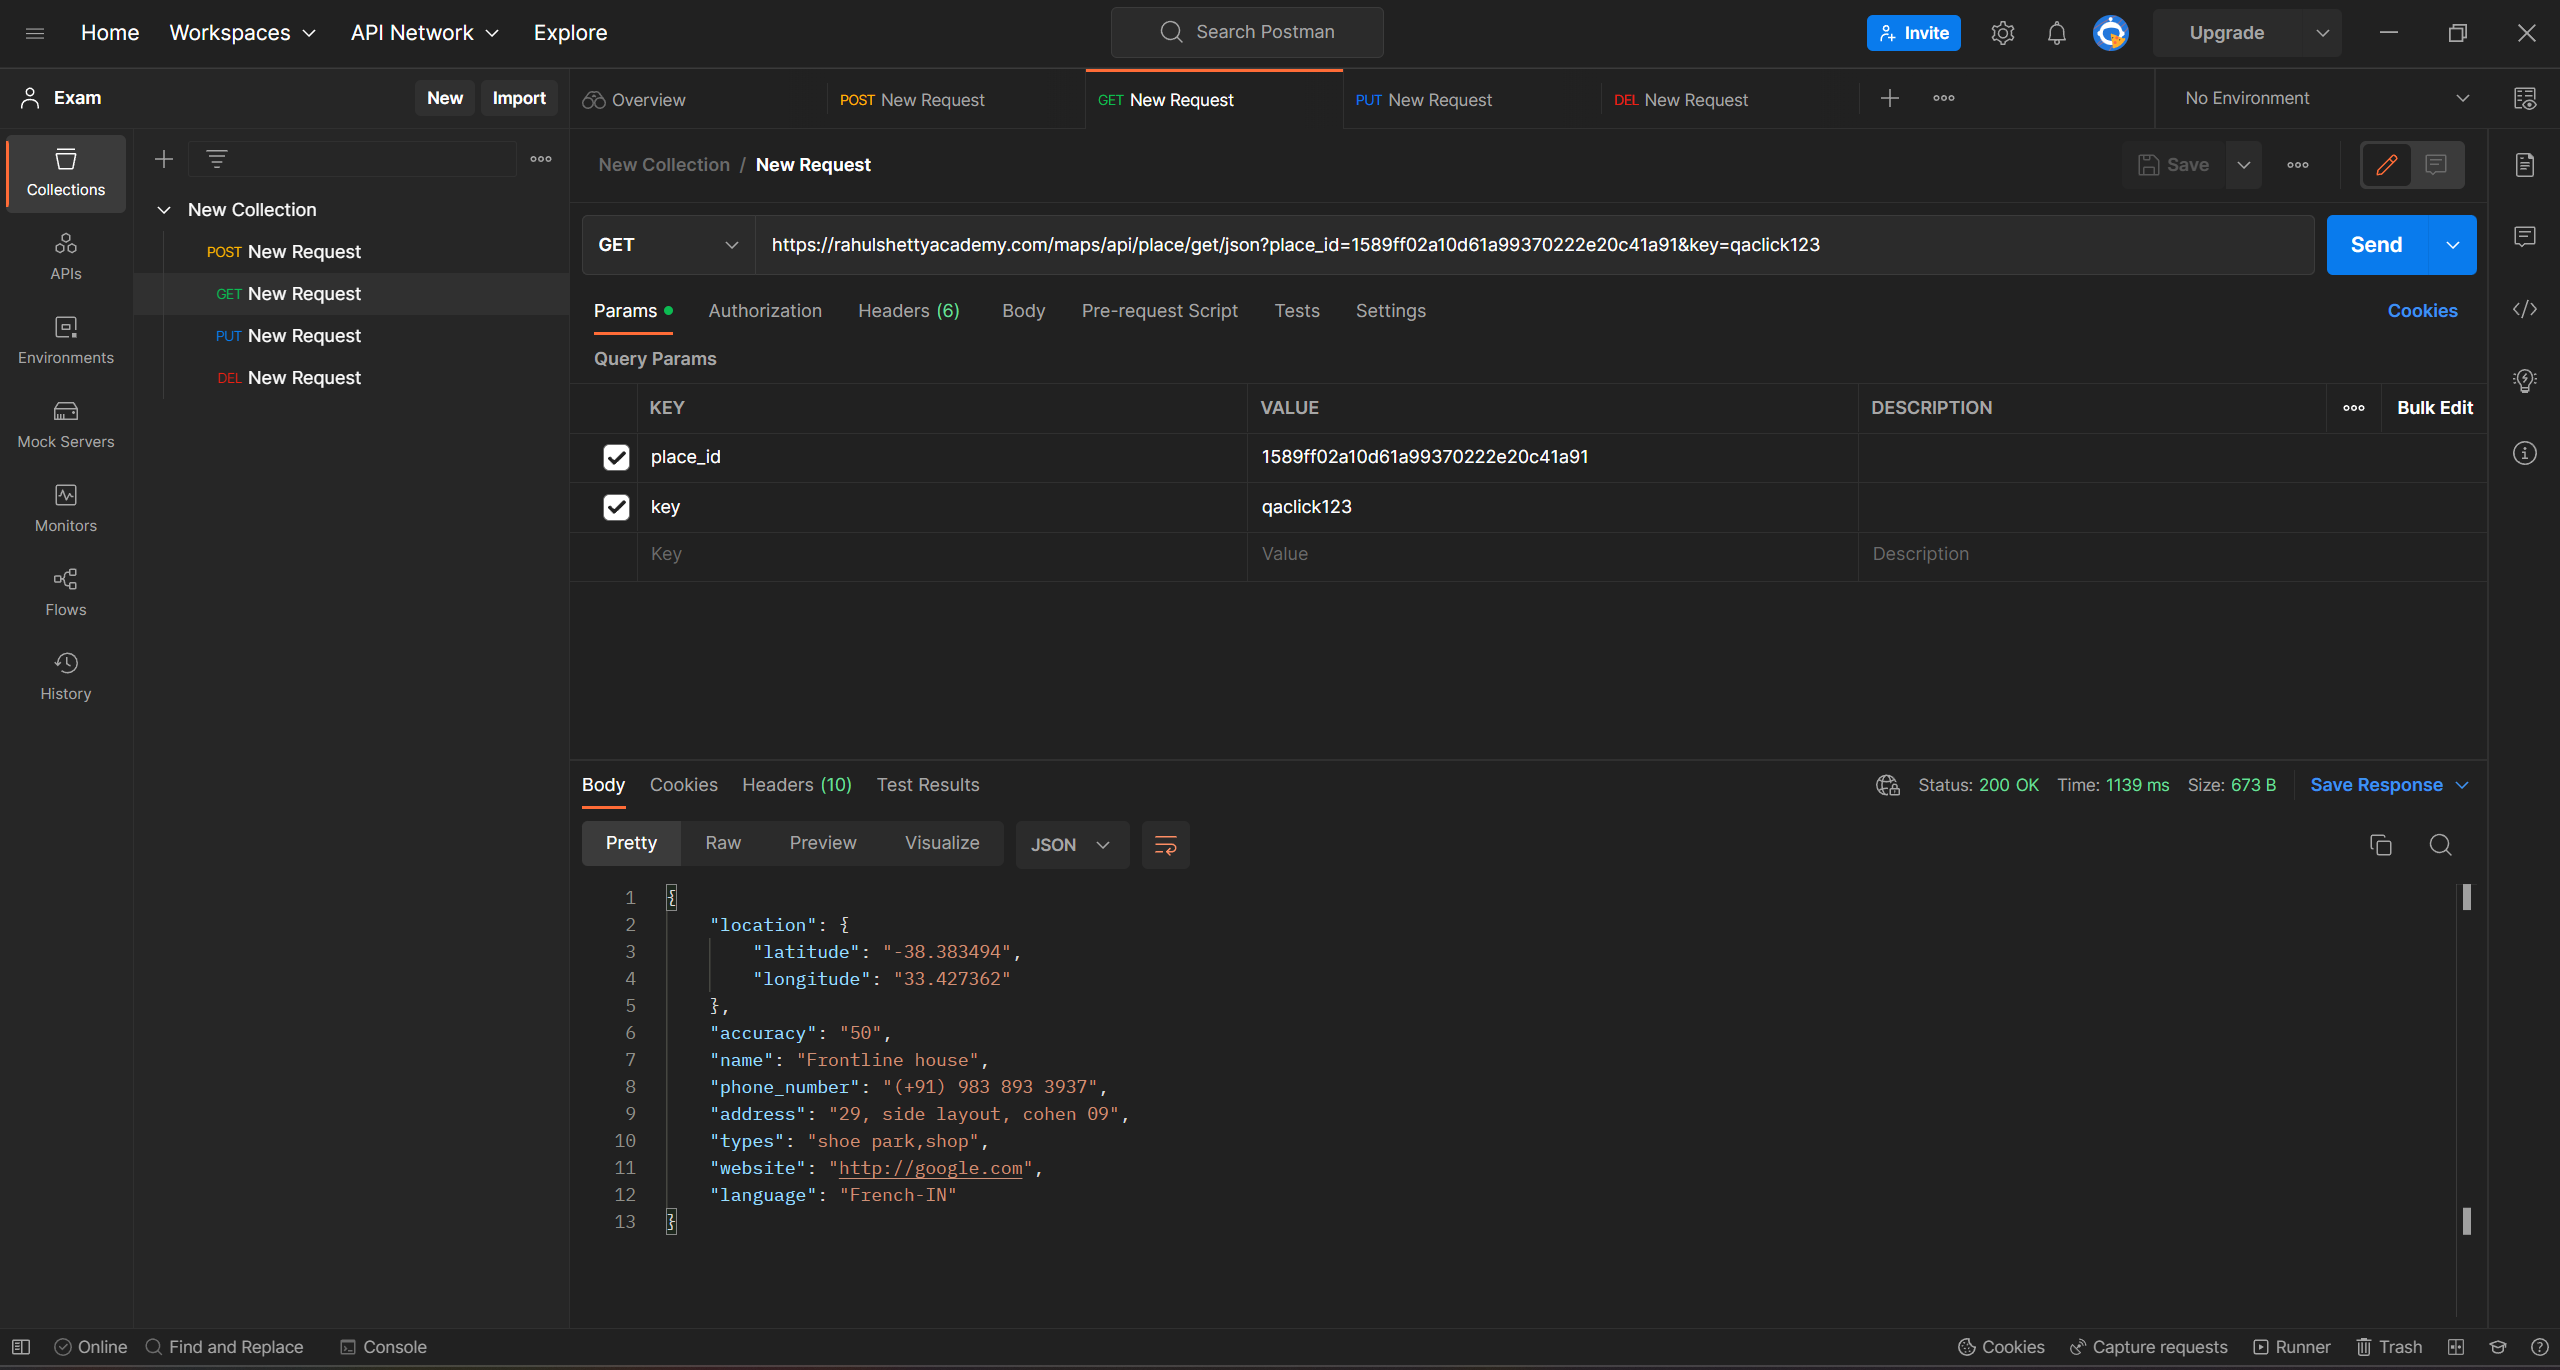 Home Workspaces API Network Explore Search Postman Invite Upgrade
Exam New Import Overview POST New Request GET New Request PUT New Request DEL New Request No Environment
Collections
APIs
Environments
Mock Servers
Monitors
Flows
History
New Collection
POST New Request
GET New Request
PUT New Request
DEL New Request
New Collection / New Request Save
GET https://rahulshettyacademy.com/maps/api/place/get/json?place_id=1589ff02a10d61a99370222e20c41a91&key=qaclick123 Send
Params Authorization Headers (6) Body Pre-request Script Tests Settings Cookies
Query Params
KEY VALUE DESCRIPTION Bulk Edit
place_id 1589ff02a10d61a99370222e20c41a91
key qaclick123
Key Value Description
Body Cookies Headers (10) Test Results Status: 200 OK Time: 1139 ms Size: 673 B Save Response
Pretty Raw Preview Visualize JSON
1 {
2 "location": {
3 "latitude": "-38.383494",
4 "longitude": "33.427362"
5 },
6 "accuracy": "50",
7 "name": "Frontline house",
8 "phone_number": "(+91) 983 893 3937",
9 "address": "29, side layout, cohen 09",
10 "types": "shoe park,shop",
11 "website": "http://google.com",
12 "language": "French-IN"
13 }
Online Find and Replace Console Cookies Capture requests Runner Trash